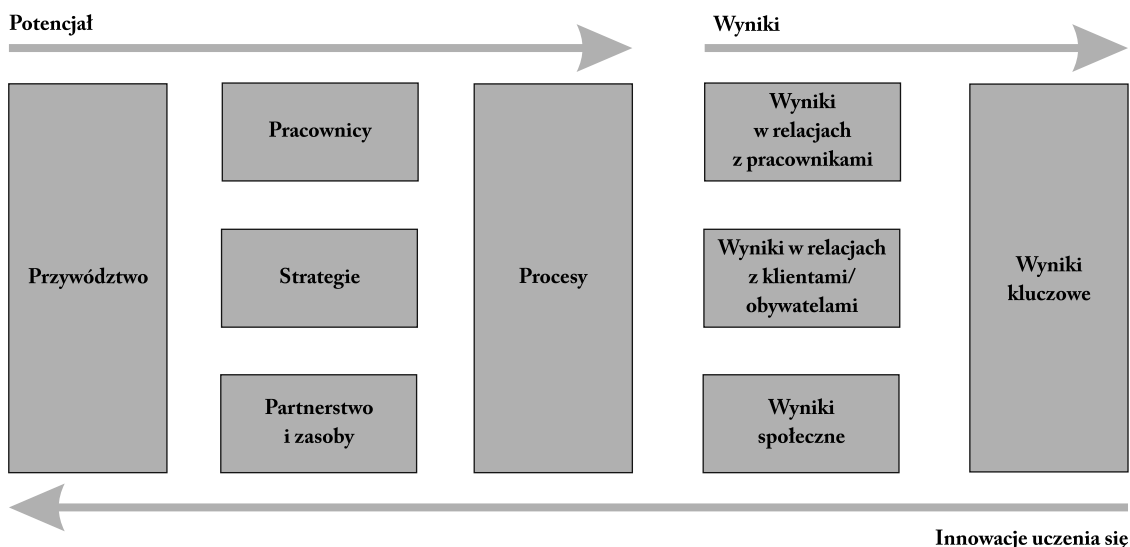 Potencjał
Wyniki
Przywództwo
Pracownicy
Strategie
Partnerstwo
i zasoby
Procesy
Wyniki
w relacjach
z pracownikami
Wyniki w relacjach
z klientami/
obywatelami
Wyniki
społeczne
Wyniki
kluczowe
Innowacje uczenia się